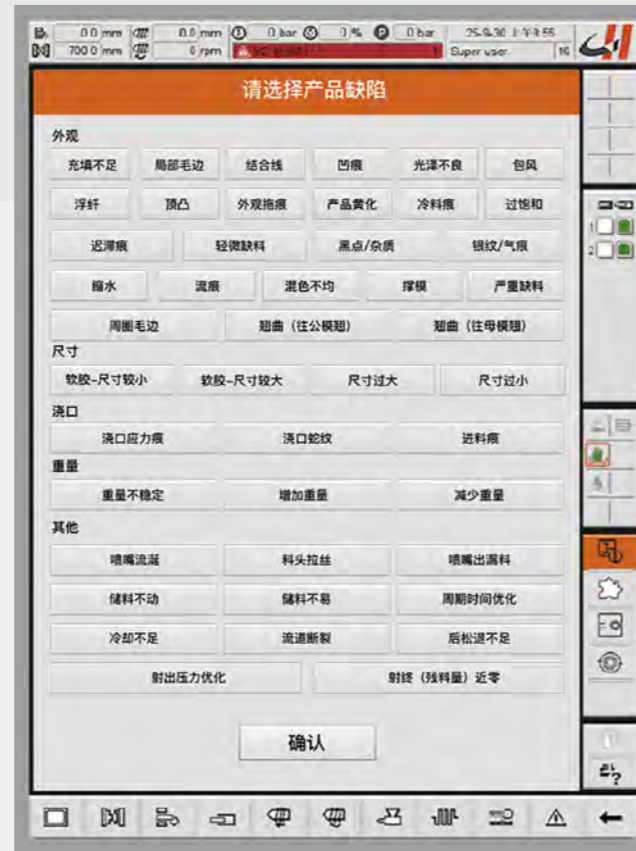 0.0 mm 0.0 mm 0 bar 0 % 0 bar
700.0 mm 0 rpm Super user 16
请选择产品缺陷
外观
充填不足 局部毛边 结合线 凹痕 光泽不良 包风
浮纤 顶凸 外观拖痕 产品黄化 冷料痕 过饱和
迟滞痕 轻微缺料 黑点/杂质 银纹/气痕
缩水 流痕 混色不均 撑模 严重缺料
周圈毛边 翘曲（往公模翘） 翘曲（往母模翘）
尺寸
软胶-尺寸较小 软胶-尺寸较大 尺寸过大 尺寸过小
浇口
浇口应力痕 浇口蛇纹 进料痕
重量
重量不稳定 增加重量 减少重量
其他
喷嘴流涎 料头拉丝 喷嘴出漏料
储料不动 储料不易 周期时间优化
冷却不足 流道断裂 后松退不足
射出压力优化 射终（残料量）近零
确认
1
2